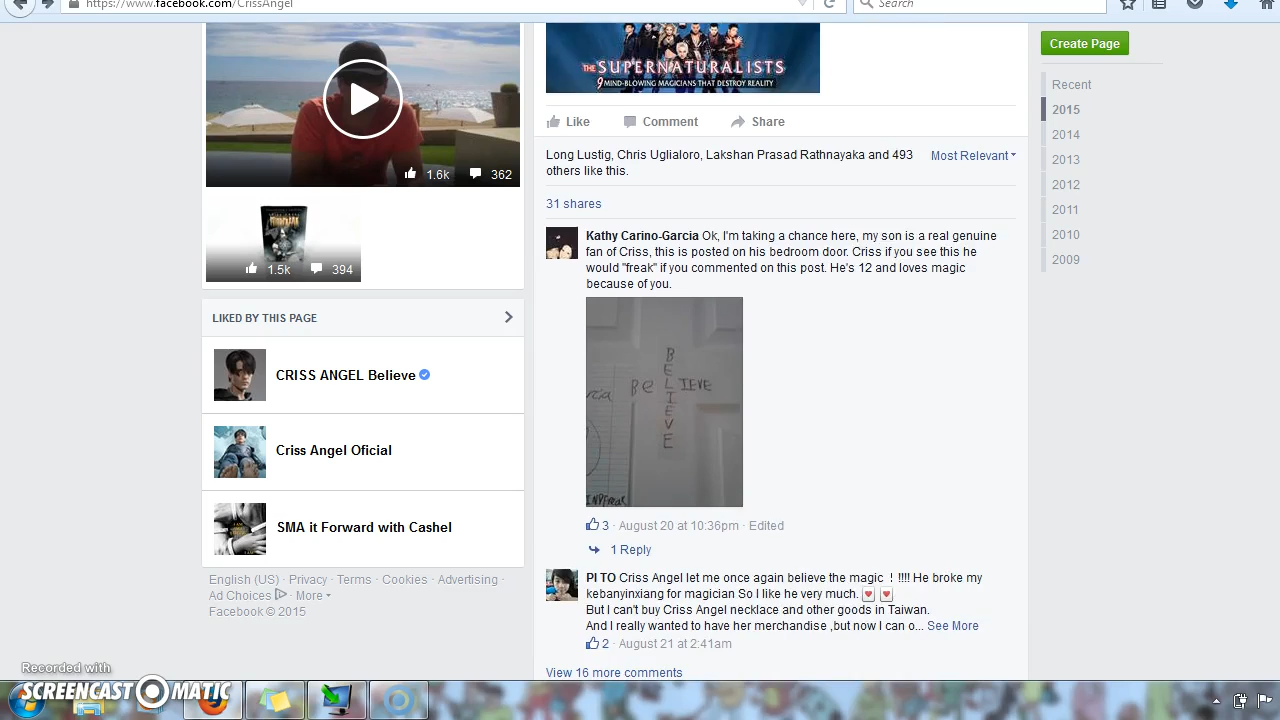 https://www.facebook.com/CrissAngel
Search
THE SUPERNATURALISTS
9 MIND-BLOWING MAGICIANS THAT DESTROY REALITY
Create Page
Recent
2015
2014
2013
2012
2011
2010
2009
Like Comment Share
Long Lustig, Chris Uglialoro, Lakshan Prasad Rathnayaka and 493
others like this.
Most Relevant
31 shares
1.6k 362
1.5k 394
LIKED BY THIS PAGE
CRISS ANGEL Believe
Criss Angel Oficial
SMA it Forward with Cashel
English (US) · Privacy · Terms · Cookies · Advertising ·
Ad Choices · More
Facebook © 2015
Kathy Carino-Garcia Ok, I'm taking a chance here, my son is a real genuine
fan of Criss, this is posted on his bedroom door. Criss if you see this he
would "freak" if you commented on this post. He's 12 and loves magic
because of you.
BELIEVE
BELIEVE
3 · August 20 at 10:36pm · Edited
1 Reply
PI TO Criss Angel let me once again believe the magic ! !!!! He broke my
kebanyinxiang for magician So I like he very much.
But I can't buy Criss Angel necklace and other goods in Taiwan.
And I really wanted to have her merchandise ,but now I can o... See More
2 · August 21 at 2:41am
View 16 more comments
Recorded with
SCREENCAST MATIC